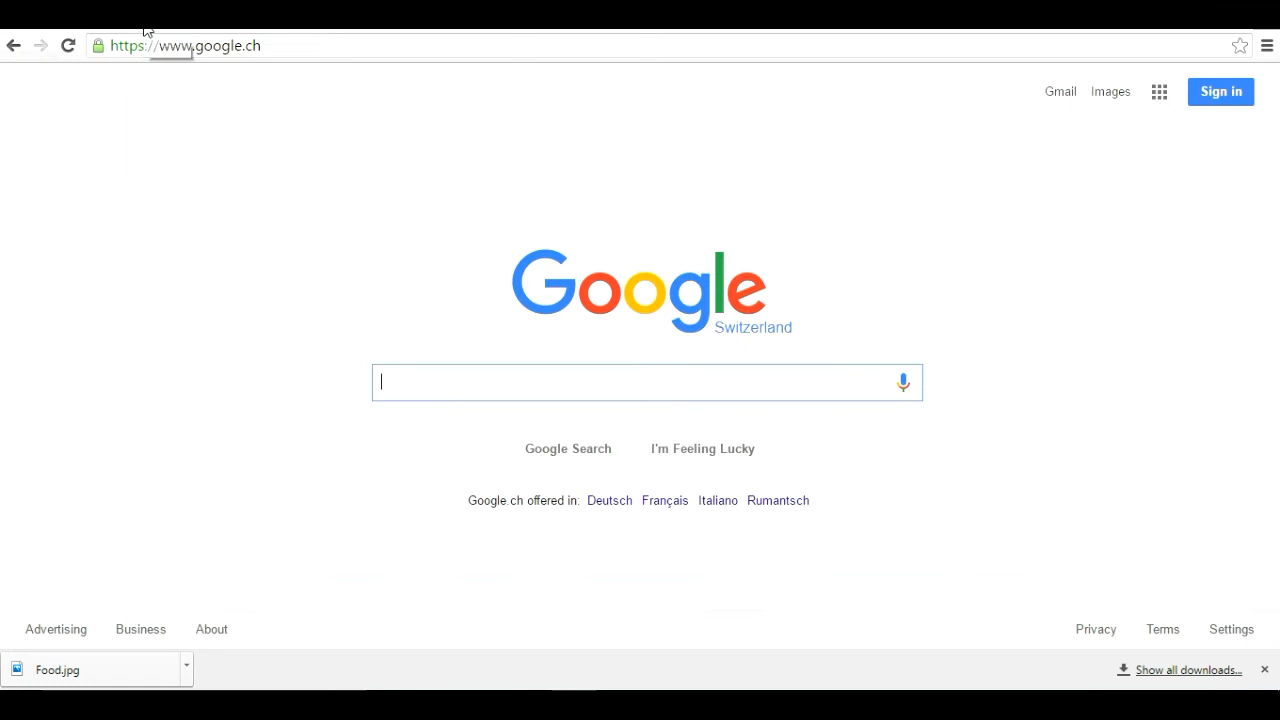 https://www.google.ch
Gmail Images Sign in
Google
Switzerland
Google Search I'm Feeling Lucky
Google.ch offered in: Deutsch Français Italiano Rumantsch
Advertising Business About Privacy Terms Settings
Food.jpg Show all downloads...